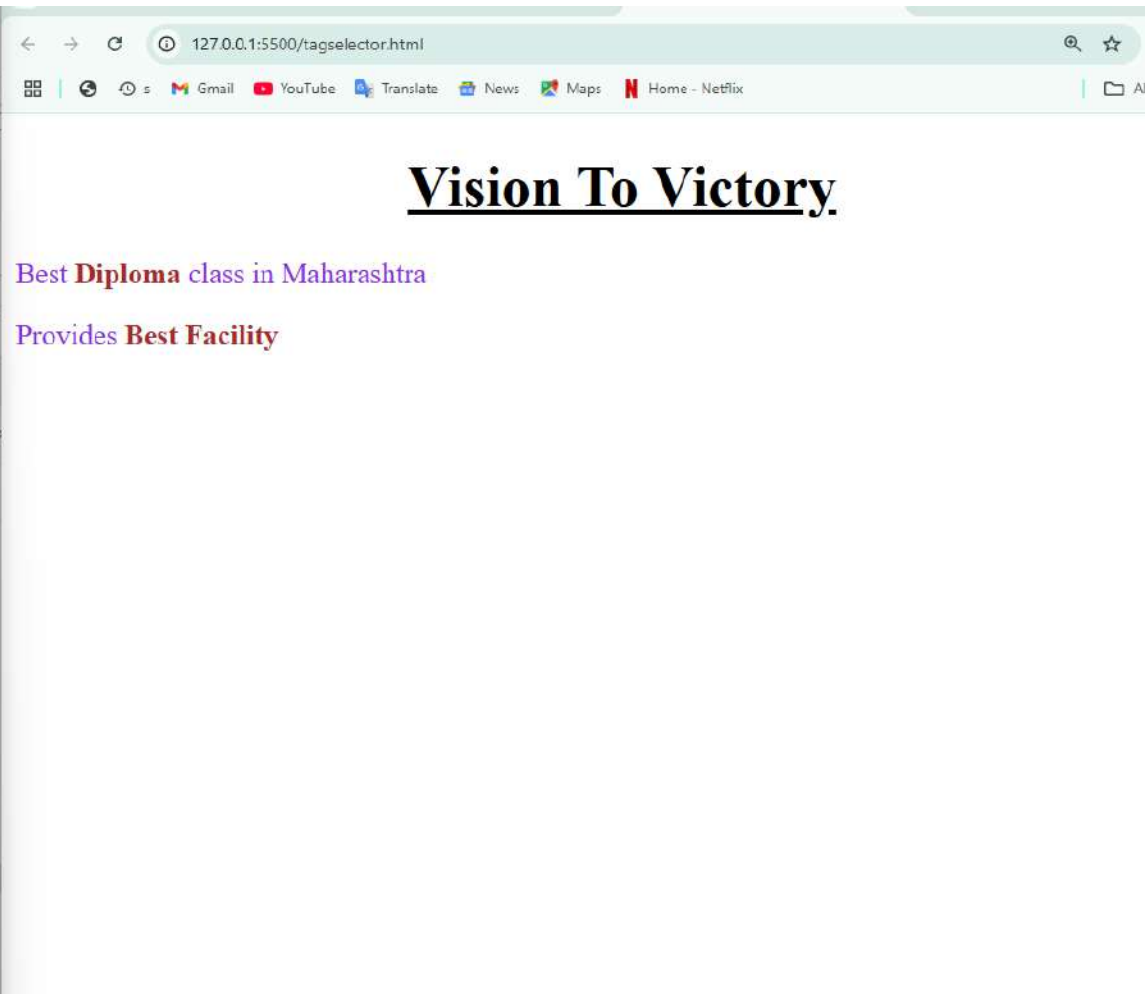 127.0.0.1:5500/tagselector.html
s Gmail YouTube Translate News Maps Home - Netflix
Vision To Victory
Best Diploma class in Maharashtra
Provides Best Facility